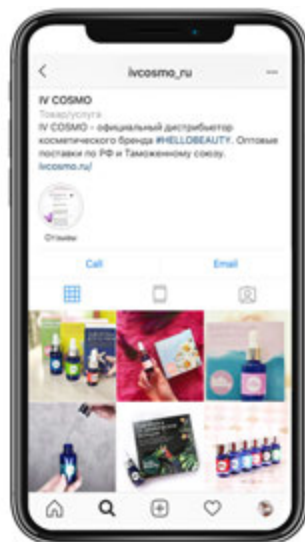 ivcosmo_ru
IV COSMO
Товар/услуга
IV COSMO - официальный дистрибьютор
косметического бренда #HELLOBEAUTY. Оптовые
поставки по РФ и Таможенному союзу.
ivcosmo.ru/
Отзывы
Call
Email